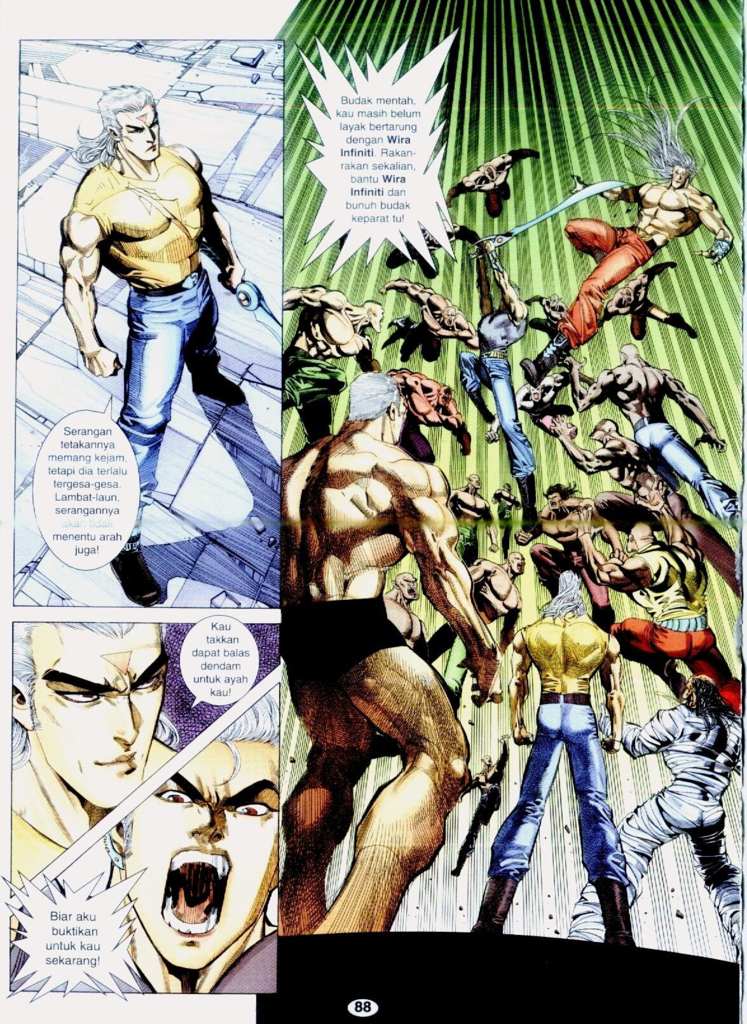 Serangan
tetakannya
memang kejam,
tetapi dia terlalu
tergesa-gesa.
Lambat-laun,
serangannya
akan tidak
menentu arah
juga!
Kau
takkan
dapat balas
dendam
untuk ayah
kau!
Biar aku
buktikan
untuk kau
sekarang!
Budak mentah,
kau masih belum
layak bertarung
dengan Wira
Infiniti. Rakan-
rakan sekalian,
bantu Wira
Infiniti dan
bunuh budak
keparat tu!
88